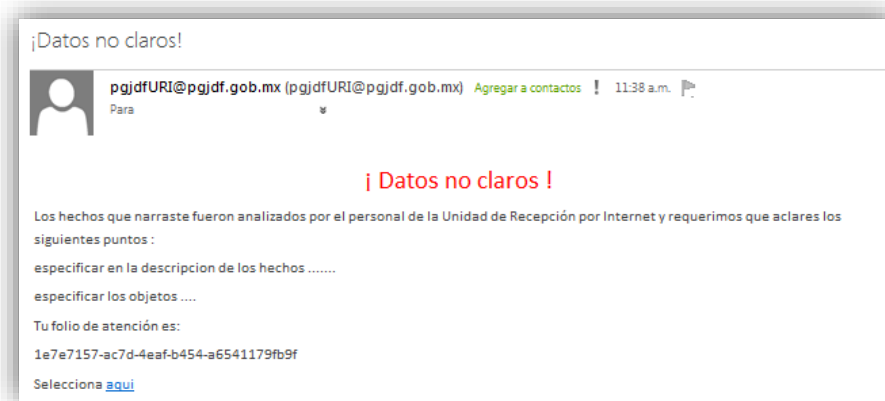 ¡Datos no claros!
pgjdfURI@pgjdf.gob.mx (pgjdfURI@pgjdf.gob.mx) Agregar a contactos ! 11:38 a.m.
Para
¡ Datos no claros !
Los hechos que narraste fueron analizados por el personal de la Unidad de Recepción por Internet y requerimos que aclares los
siguientes puntos :
especificar en la descripcion de los hechos .......
especificar los objetos ....
Tu folio de atención es:
1e7e7157-ac7d-4eaf-b454-a6541179fb9f
Selecciona aqui